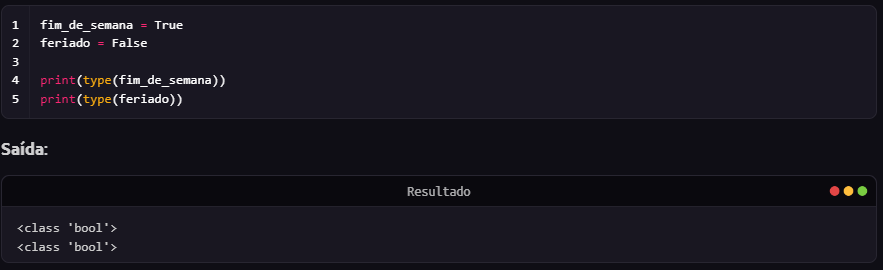 1 fim_de_semana = True
2 feriado = False
3
4 print(type(fim_de_semana))
5 print(type(feriado))
Saída:
Resultado
<class 'bool'>
<class 'bool'>